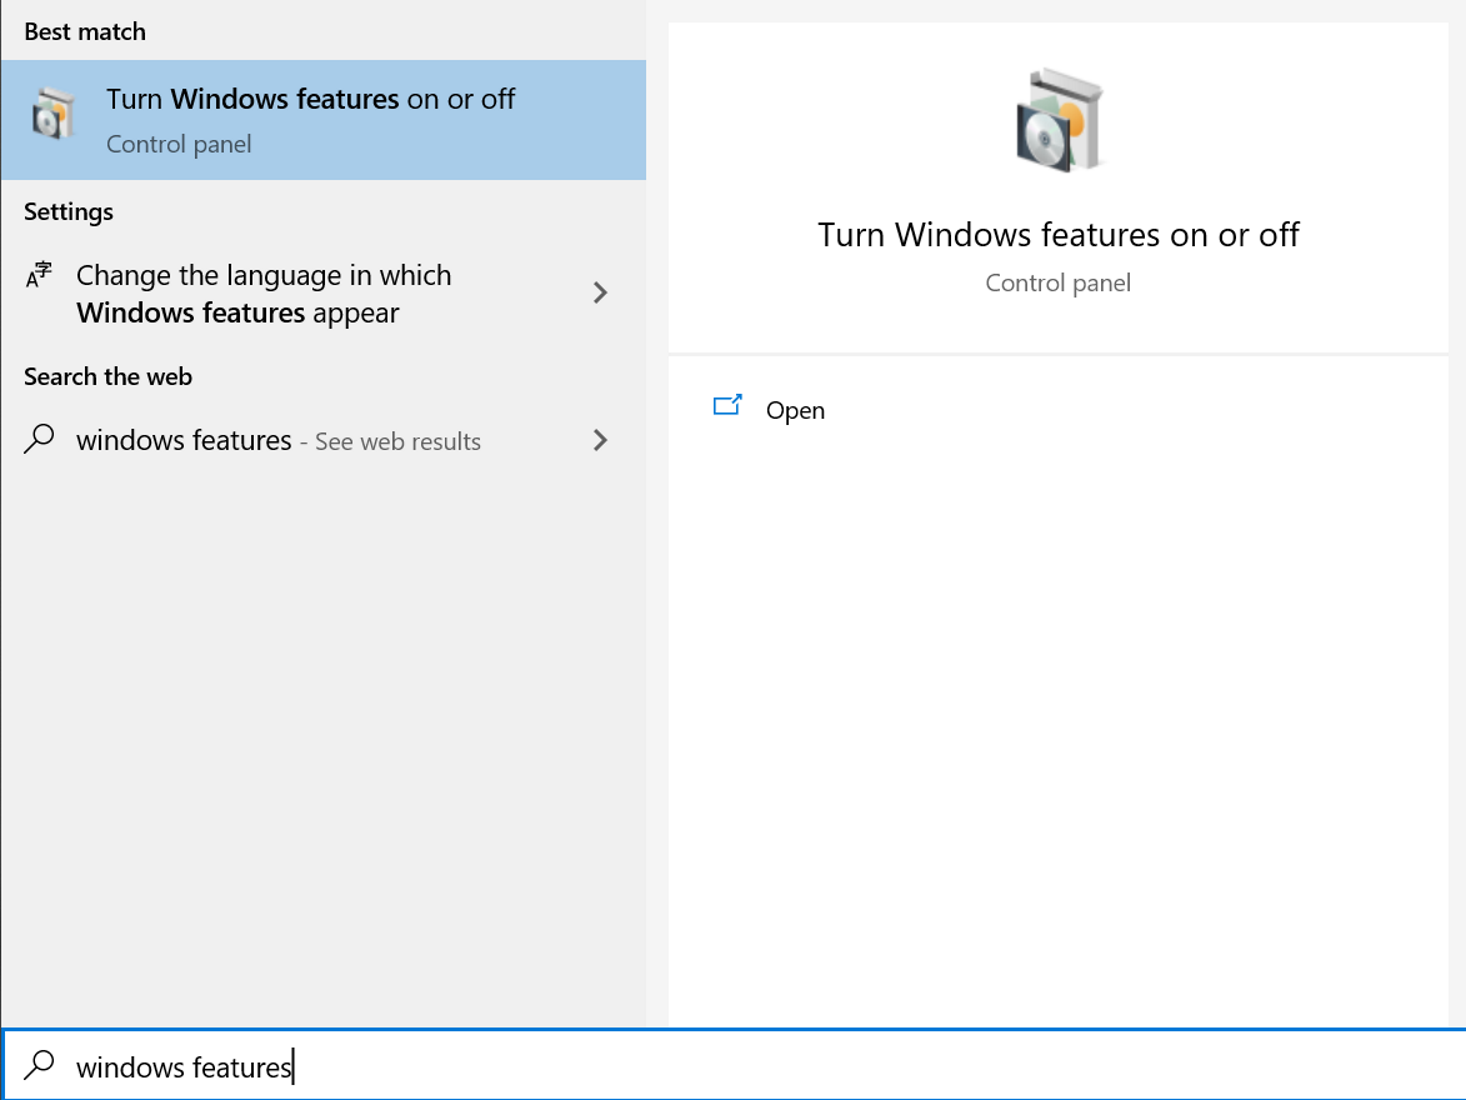 Best match
Turn Windows features on or off
Control panel
Settings
A字 Change the language in which
Windows features appear
Search the web
windows features - See web results
Turn Windows features on or off
Control panel
Open
windows features